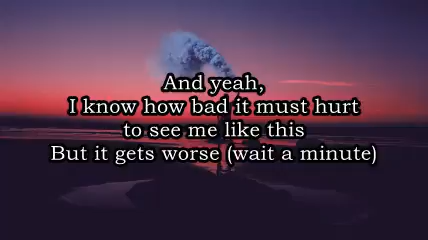 And yeah,
I know how bad it must hurt
to see me like this
But it gets worse (wait a minute)